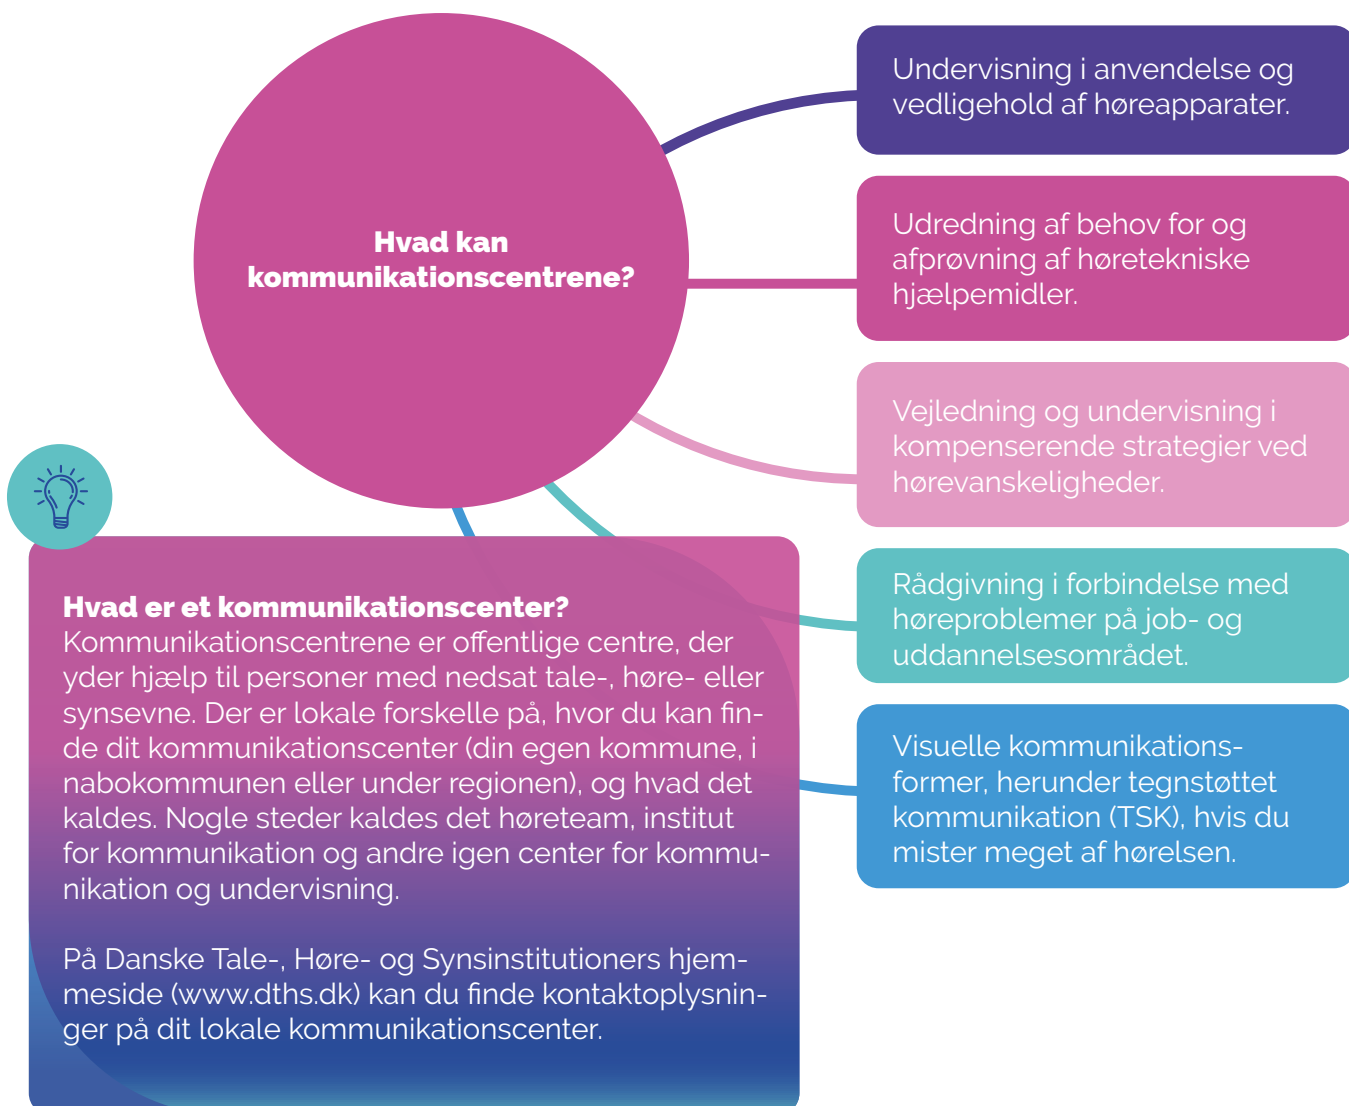 Hvad kan
kommunikationscentrene?
Undervisning i anvendelse og
vedligehold af høreapparater.
Udredning af behov for og
afprøvning af høretekniske
hjælpemidler.
Vejledning og undervisning i
kompenserende strategier ved
hørevanskeligheder.
Rådgivning i forbindelse med
høreproblemer på job- og
uddannelsesområdet.
Visuelle kommunikations-
former, herunder tegnstøttet
kommunikation (TSK), hvis du
mister meget af hørelsen.
Hvad er et kommunikationscenter?
Kommunikationscentrene er offentlige centre, der
yder hjælp til personer med nedsat tale-, høre- eller
synsevne. Der er lokale forskelle på, hvor du kan fin-
de dit kommunikationscenter (din egen kommune, i
nabokommunen eller under regionen), og hvad det
kaldes. Nogle steder kaldes det høreteam, institut
for kommunikation og andre igen center for kommu-
nikation og undervisning.
På Danske Tale-, Høre- og Synsinstitutioners hjem-
meside (www.dths.dk) kan du finde kontaktoplysnin-
ger på dit lokale kommunikationscenter.